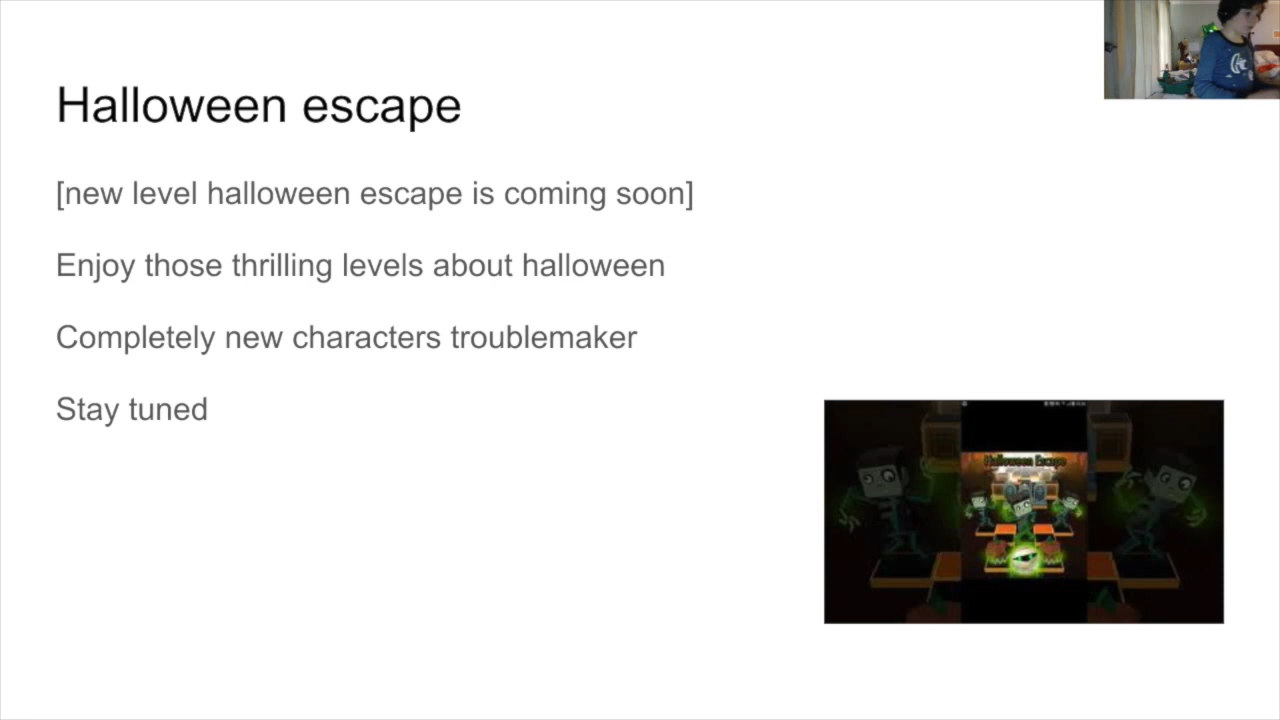 Halloween escape
[new level halloween escape is coming soon]
Enjoy those thrilling levels about halloween
Completely new characters troublemaker
Stay tuned
Halloween Escape